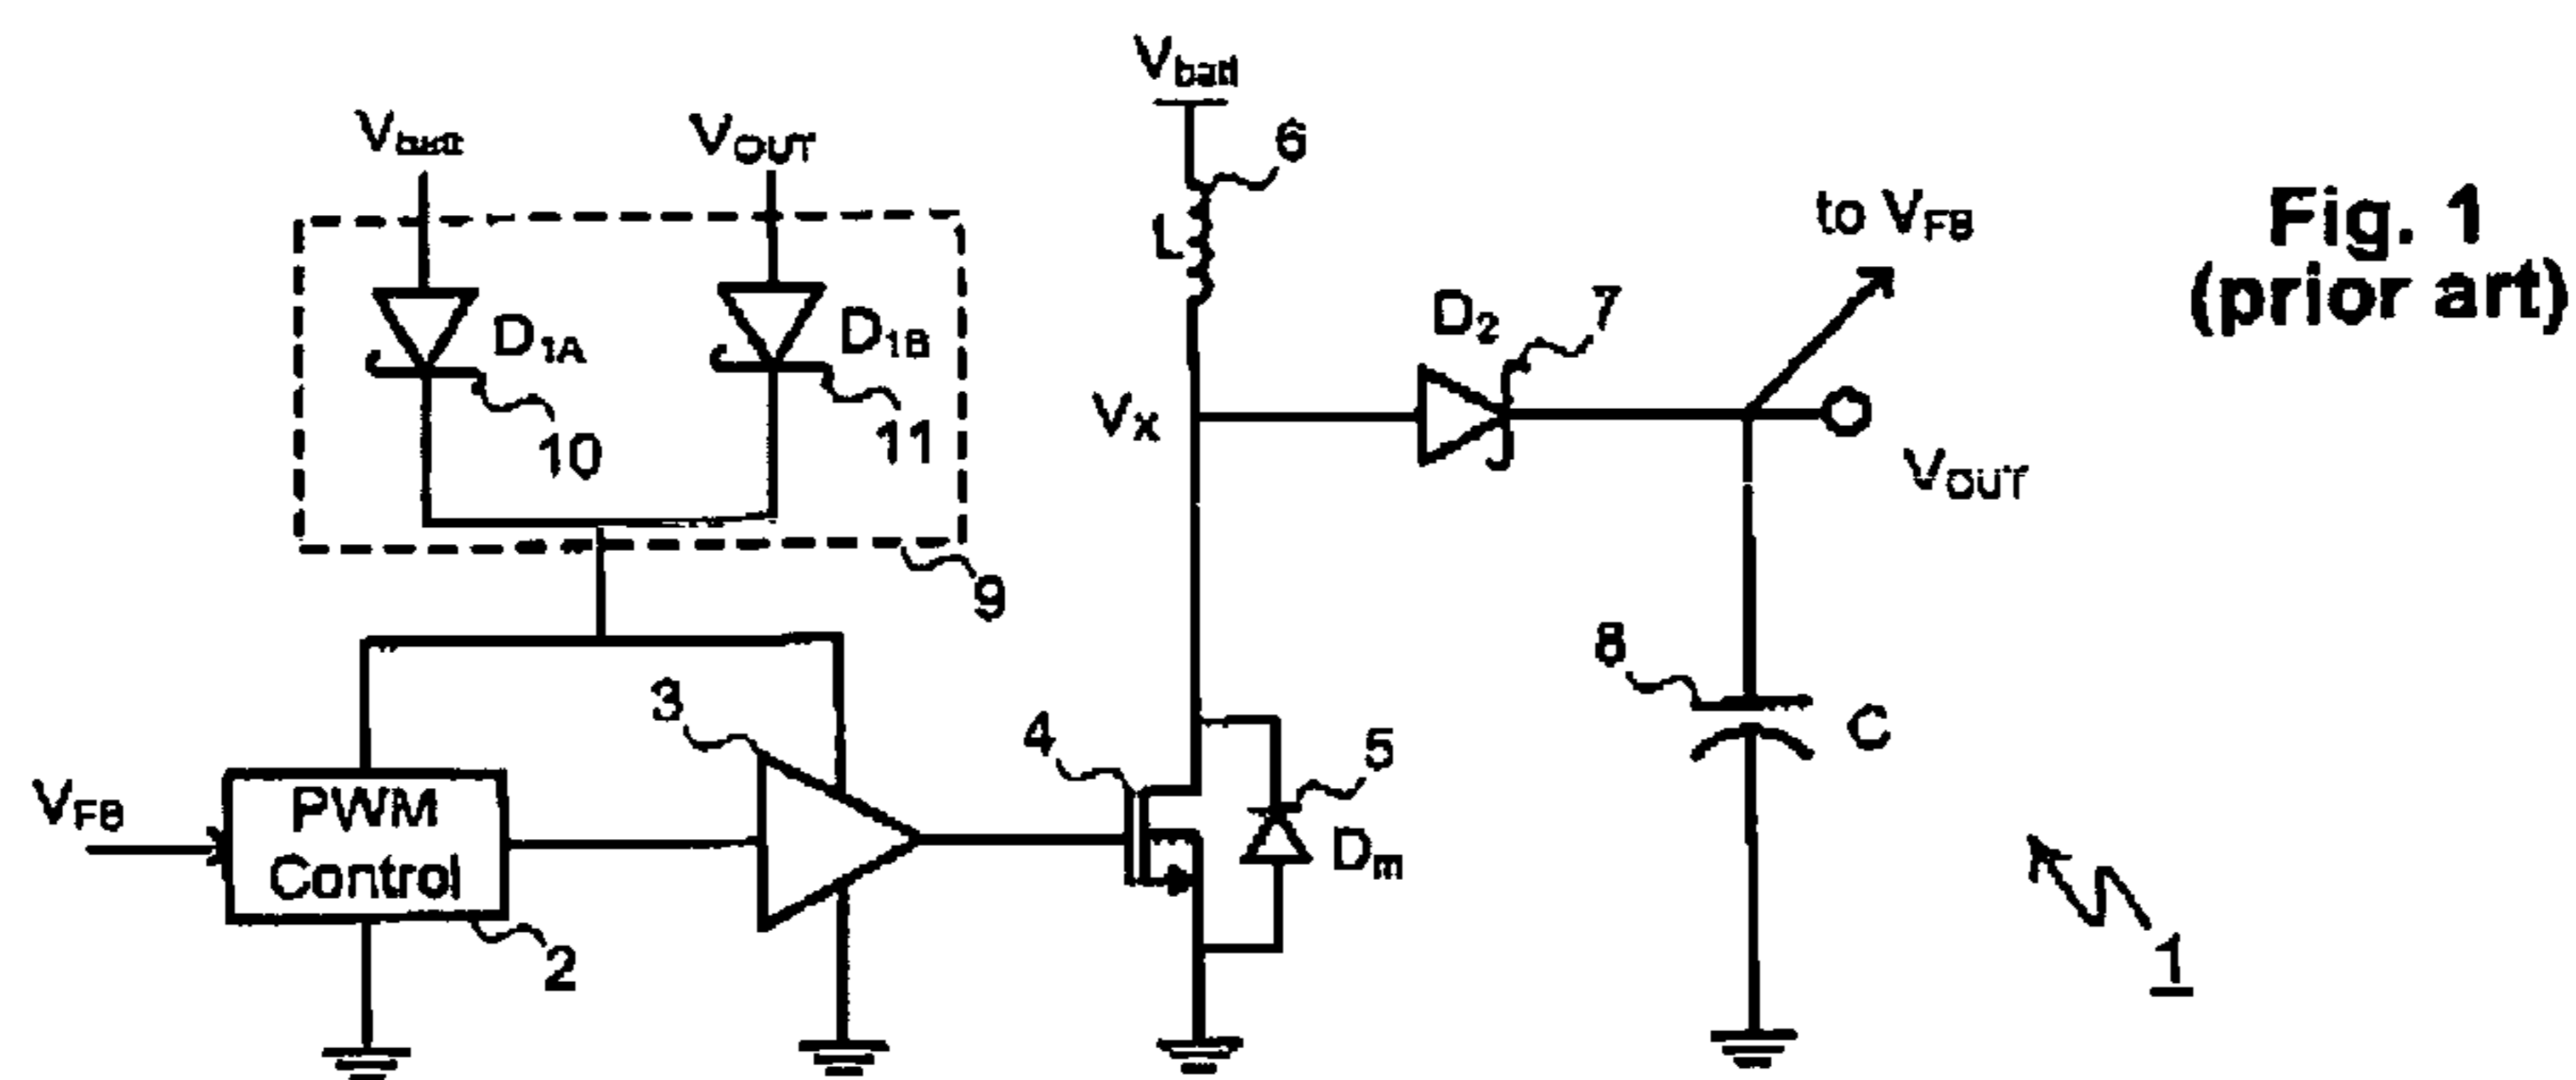 Vbatt
Vbatt
VOUT
6
L
to VFB
Fig. 1
(prior art)
D1A
D1B
D2
7
10
11
VX
VOUT
9
8
C
3
4
5
VFB
PWM
Control
Dm
2
1